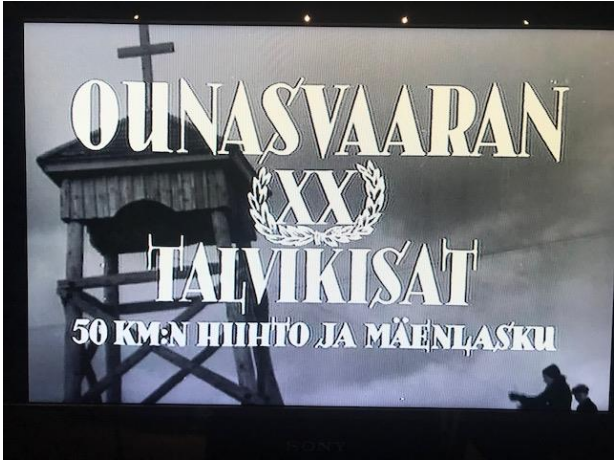 OUNASVAARAN
XX
TALVIKISAT
50 KM:N HIIHTO JA MÄENLASKU
SONY